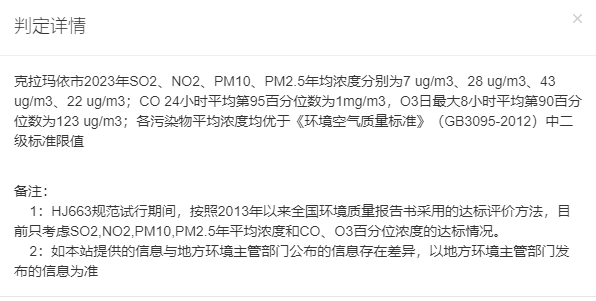 判定详情
×
克拉玛依市2023年SO2、NO2、PM10、PM2.5年均浓度分别为7 ug/m3、28 ug/m3、43
ug/m3、22 ug/m3；CO 24小时平均第95百分位数为1mg/m3，O3日最大8小时平均第90百分
位数为123 ug/m3；各污染物平均浓度均优于《环境空气质量标准》（GB3095-2012）中二
级标准限值
备注：
1：HJ663规范试行期间，按照2013年以来全国环境质量报告书采用的达标评价方法，目
前只考虑SO2,NO2,PM10,PM2.5年平均浓度和CO、O3百分位浓度的达标情况。
2：如本站提供的信息与地方环境主管部门公布的信息存在差异，以地方环境主管部门发
布的信息为准